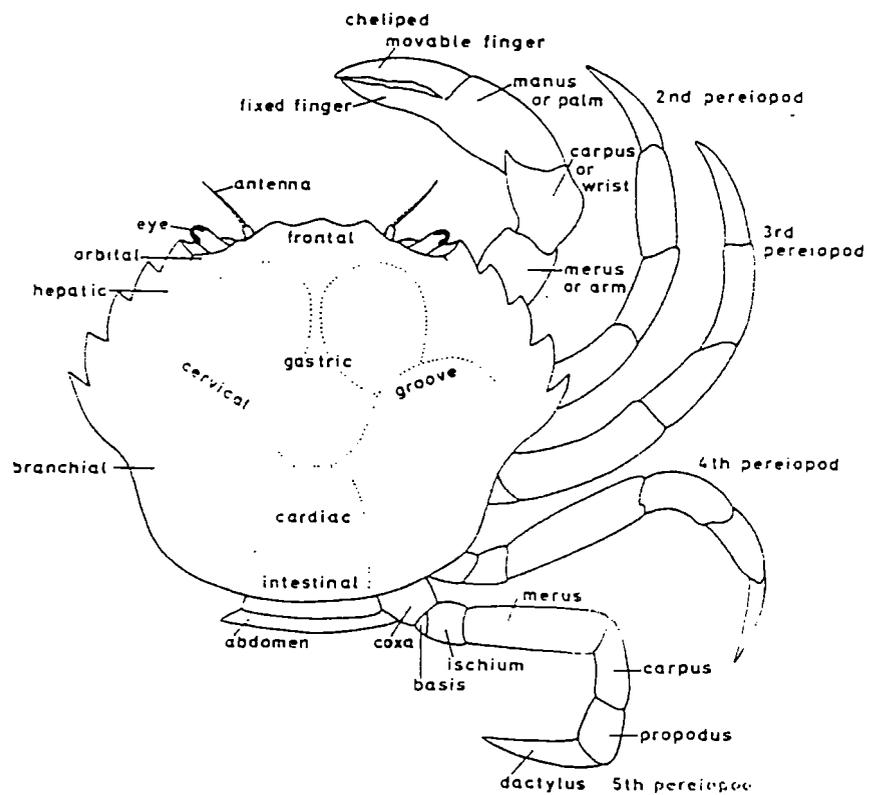 cheliped
movable finger
manus
or palm
fixed finger
2nd pereiopod
carpus
or
wrist
antenna
eye
frontal
3rd
pereiopod
orbital
merus
or arm
hepatic
gastric
cervical
groove
branchial
4th pereiopod
cardiac
intestinal
merus
abdomen
coxa
ischium
basis
carpus
propodus
dactylus
5th pereiopod